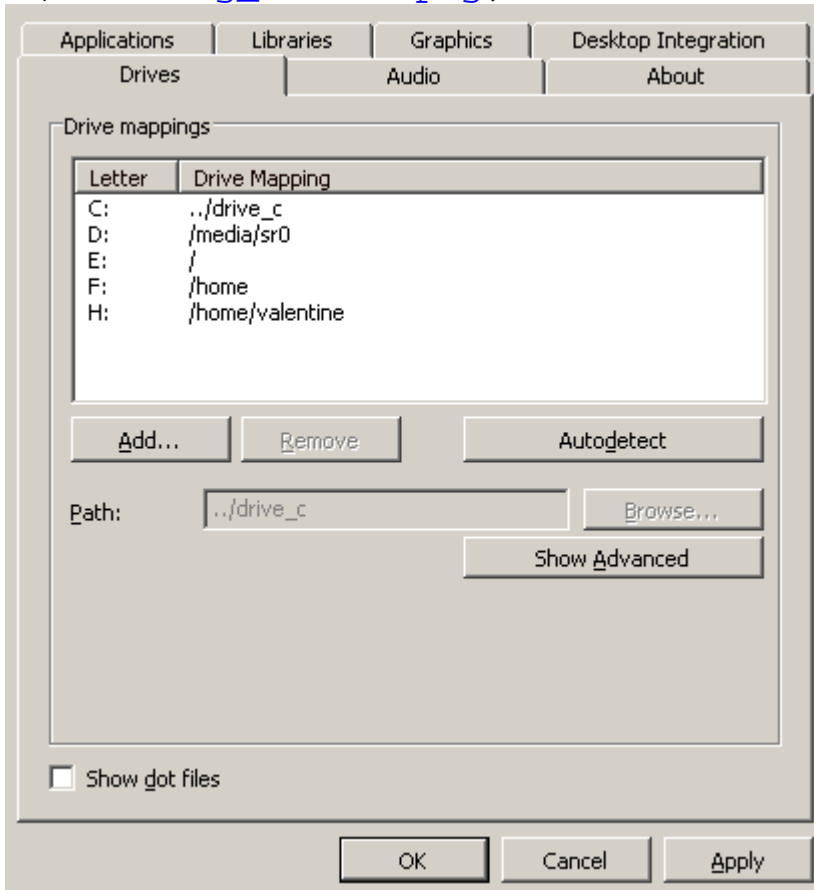 Applications Libraries Graphics Desktop Integration
Drives Audio About
Drive mappings
Letter Drive Mapping
C: ../drive_c
D: /media/sr0
E: /
F: /home
H: /home/valentine
Add... Remove Autodetect
Path: ../drive_c Browse...
Show Advanced
Show dot files
OK Cancel Apply